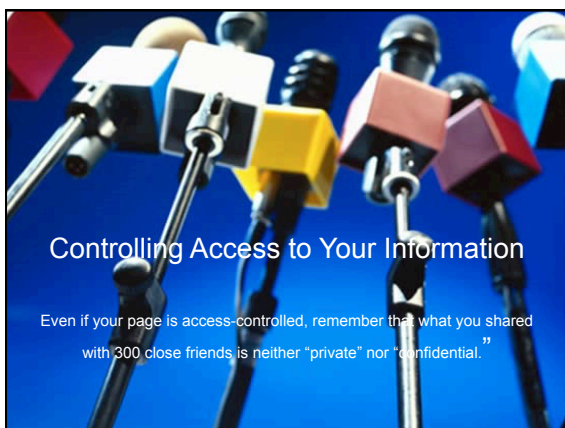 Controlling Access to Your Information
Even if your page is access-controlled, remember that what you shared
with 300 close friends is neither “private” nor “confidential.”